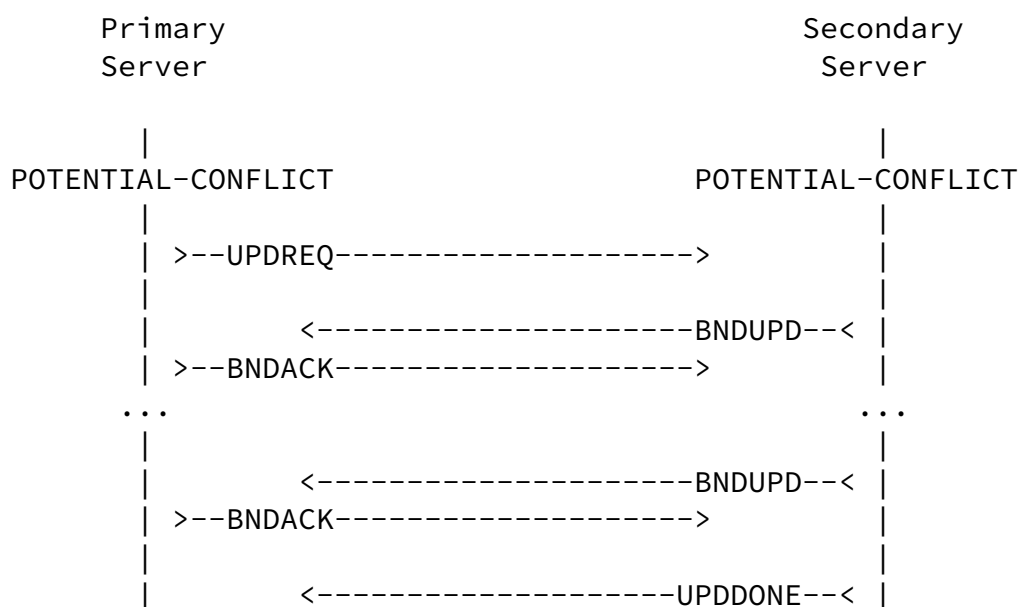 Primary                                Secondary
Server                                  Server
|                                         |
POTENTIAL-CONFLICT                    POTENTIAL-CONFLICT
|                                         |
| >--UPDREQ--------------------> |
|                                         |
| <---------------------BNDUPD--< |
| >--BNDACK--------------------> |
...                                       ...
|                                         |
| <---------------------BNDUPD--< |
| >--BNDACK--------------------> |
|                                         |
| <--------------------UPDDONE--< |